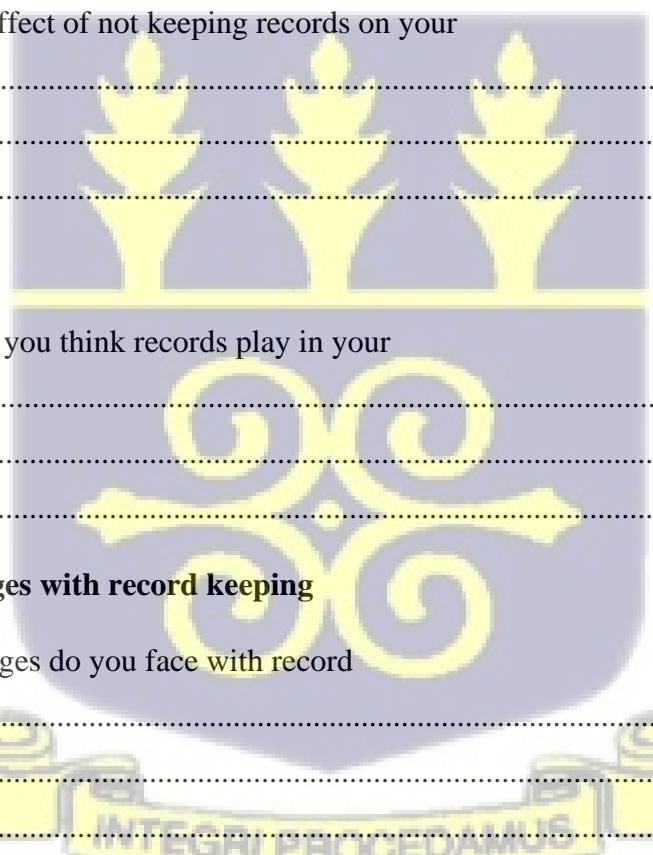 ffect of not keeping records on your
................................................................
................................................................
................................................................
you think records play in your
................................................................
................................................................
................................................................
ges with record keeping
ges do you face with record
................................................................
................................................................
................................................................
INTEGRI PROCEDAMUS